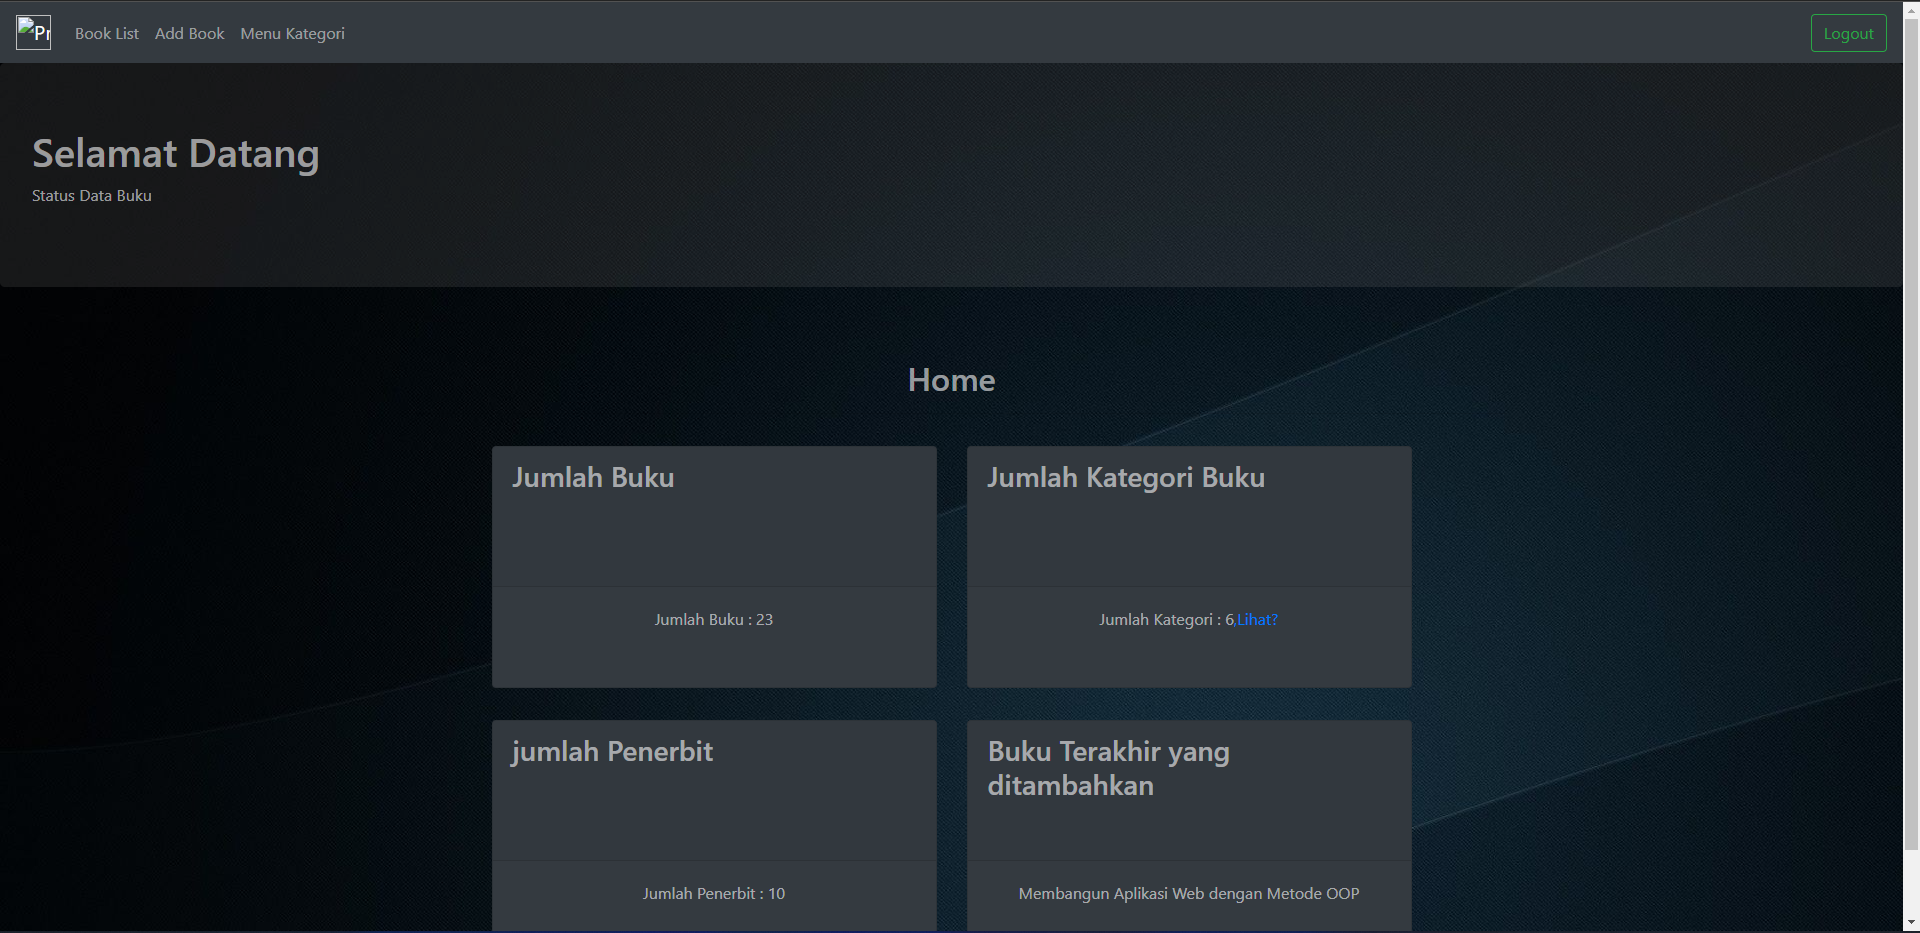 Pr
Book List
Add Book
Menu Kategori
Logout
Selamat Datang
Status Data Buku
Home
Jumlah Buku
Jumlah Buku : 23
Jumlah Kategori Buku
Jumlah Kategori : 6,Lihat?
jumlah Penerbit
Jumlah Penerbit : 10
Buku Terakhir yang
ditambahkan
Membangun Aplikasi Web dengan Metode OOP